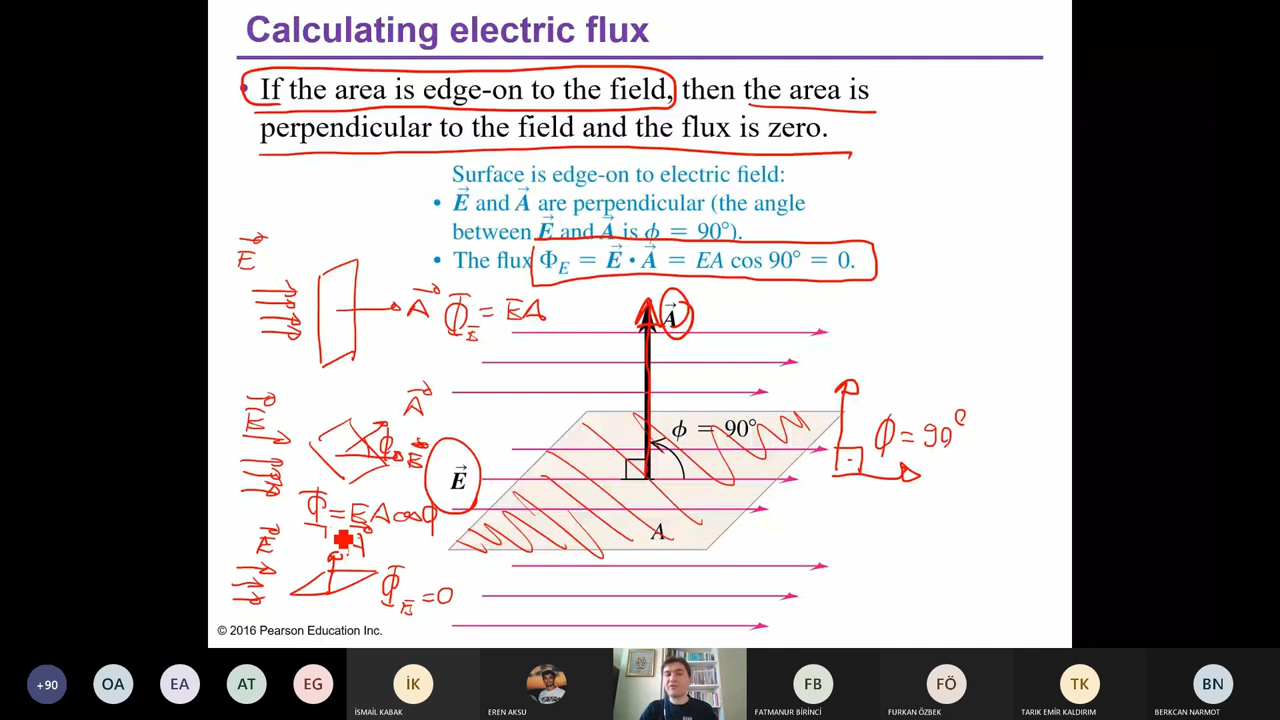 Calculating electric flux
• If the area is edge-on to the field, then the area is
perpendicular to the field and the flux is zero.
Surface is edge-on to electric field:
• E⃗ and A⃗ are perpendicular (the angle
between E⃗ and A⃗ is ϕ = 90°).
• The flux Φ_E = E⃗ • A⃗ = EA cos 90° = 0.
E⃗
A⃗
Φ_E = EA
A⃗
ϕ = 90°
E⃗
A
ϕ = 90°
E⃗
A⃗
ϕ
E⃗
Φ = EA cos ϕ
E⃗
A⃗
Φ_E = 0
© 2016 Pearson Education Inc.
+90
OA
EA
AT
EG
İK
İSMAİL KABAK
EREN AKSU
FB
FATMANUR BİRİNCİ
FÖ
FURKAN ÖZBEK
TK
TARIK EMİR KALDIRIM
BN
BERKCAN NARMOT